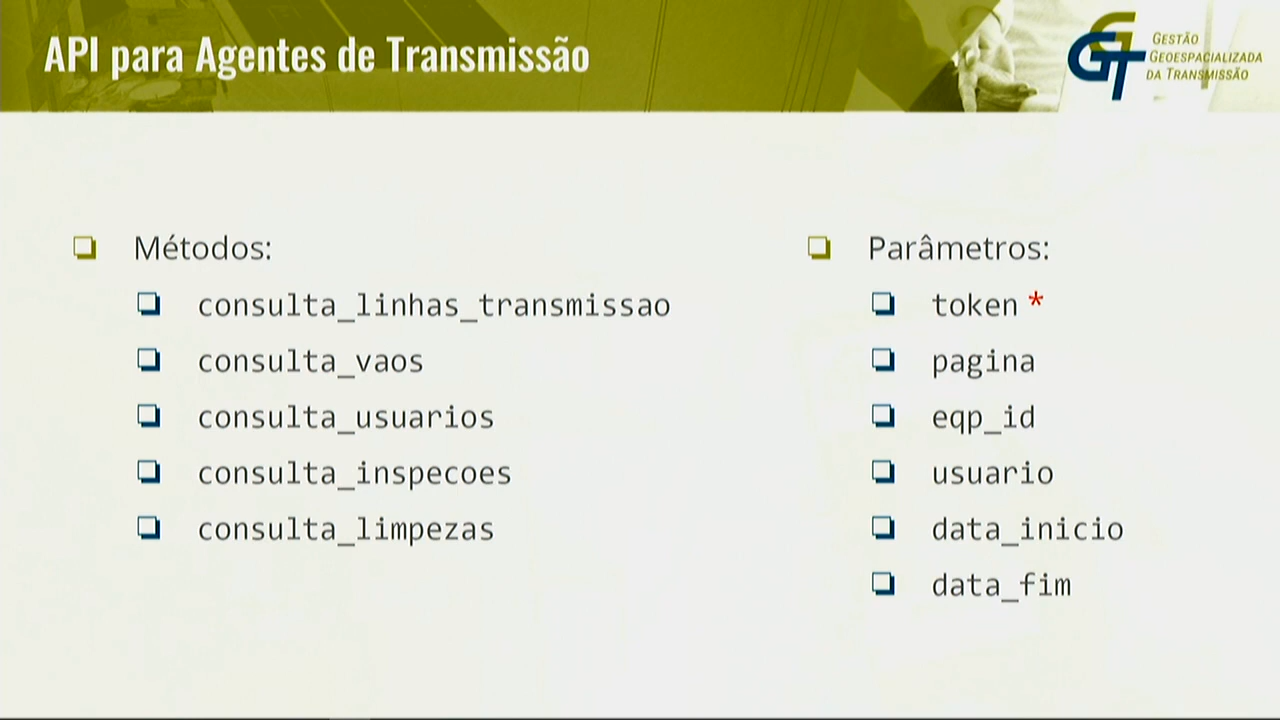 API para Agentes de Transmissão
GESTÃO
GEOESPACIALIZADA
DA TRANSMISSÃO
Métodos:
consulta_linhas_transmissao
consulta_vaos
consulta_usuarios
consulta_inspecoes
consulta_limpezas
Parâmetros:
token *
pagina
eqp_id
usuario
data_inicio
data_fim